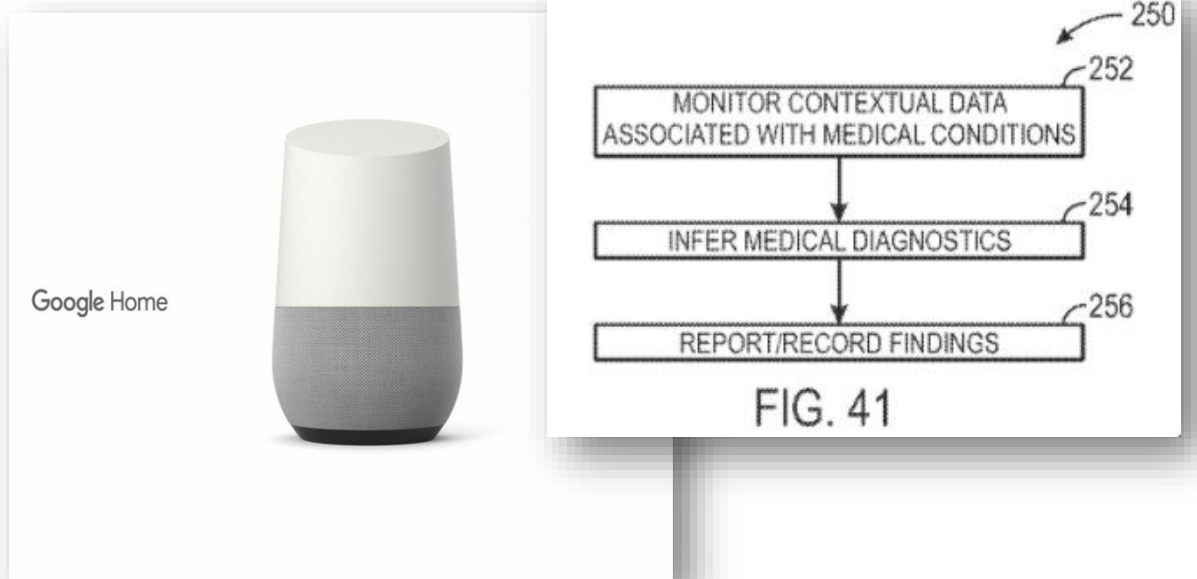 Google Home
250
252
MONITOR CONTEXTUAL DATA
ASSOCIATED WITH MEDICAL CONDITIONS
254
INFER MEDICAL DIAGNOSTICS
256
REPORT/RECORD FINDINGS
FIG. 41